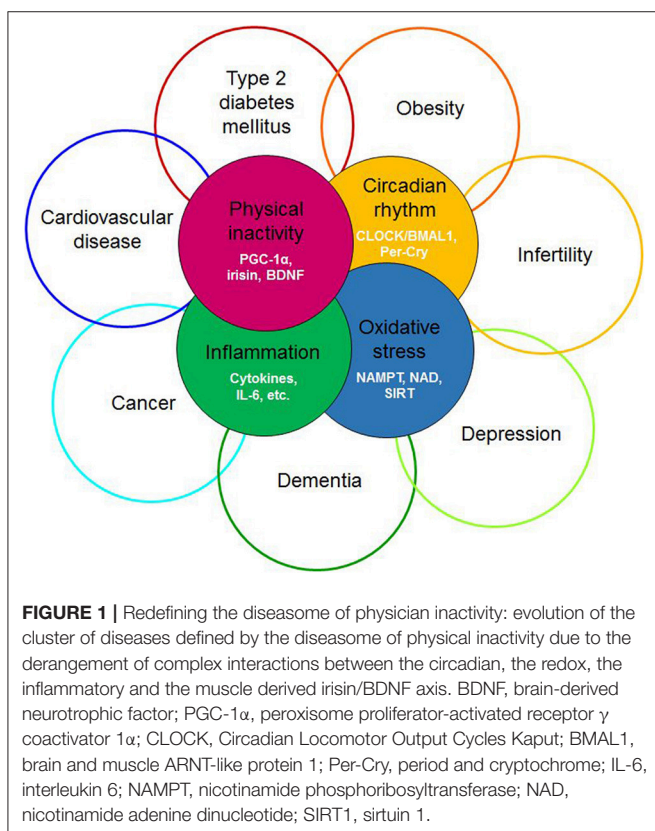 Type 2
diabetes
mellitus
Obesity
Cardiovascular
disease
Physical
inactivity
PGC-1α,
irisin, BDNF
Circadian
rhythm
CLOCK/BMAL1,
Per-Cry
Infertility
Inflammation
Cytokines,
IL-6, etc.
Oxidative
stress
NAMPT, NAD,
SIRT
Cancer
Depression
Dementia
FIGURE 1 | Redefining the diseasome of physician inactivity: evolution of the
cluster of diseases defined by the diseasome of physical inactivity due to the
derangement of complex interactions between the circadian, the redox, the
inflammatory and the muscle derived irisin/BDNF axis. BDNF, brain-derived
neurotrophic factor; PGC-1α, peroxisome proliferator-activated receptor γ
coactivator 1α; CLOCK, Circadian Locomotor Output Cycles Kaput; BMAL1,
brain and muscle ARNT-like protein 1; Per-Cry, period and cryptochrome; IL-6,
interleukin 6; NAMPT, nicotinamide phosphoribosyltransferase; NAD,
nicotinamide adenine dinucleotide; SIRT1, sirtuin 1.